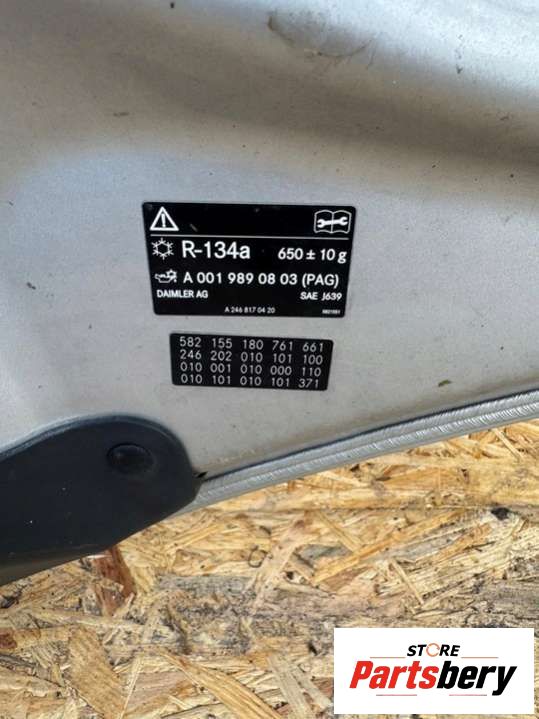 R-134a 650 ± 10 g
A 001 989 08 03 (PAG)
DAIMLER AG SAE J639
A 246 817 04 20
582 155 180 761 661
246 202 010 101 100
010 001 010 000 110
010 101 010 101 371
STORE
Partsbery